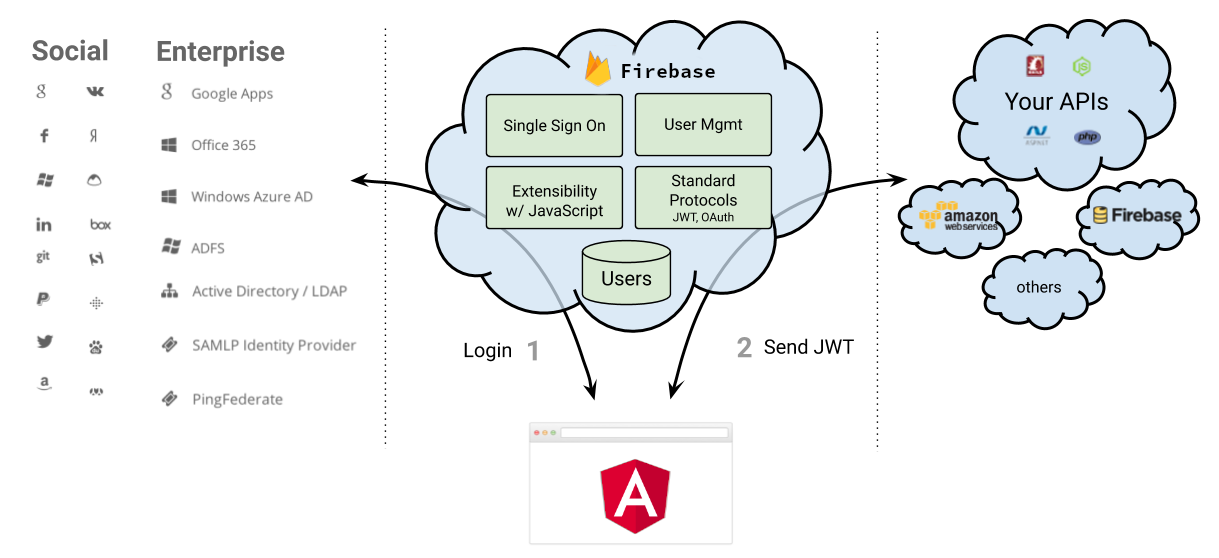 Social
Enterprise
git
box
Google Apps
Office 365
Windows Azure AD
ADFS
Active Directory / LDAP
SAMLP Identity Provider
PingFederate
Firebase
Single Sign On
User Mgmt
Extensibility
w/ JavaScript
Standard
Protocols
JWT, OAuth
Users
Login 1
2 Send JWT
Your APIs
php
amazon
web services
Firebase
others